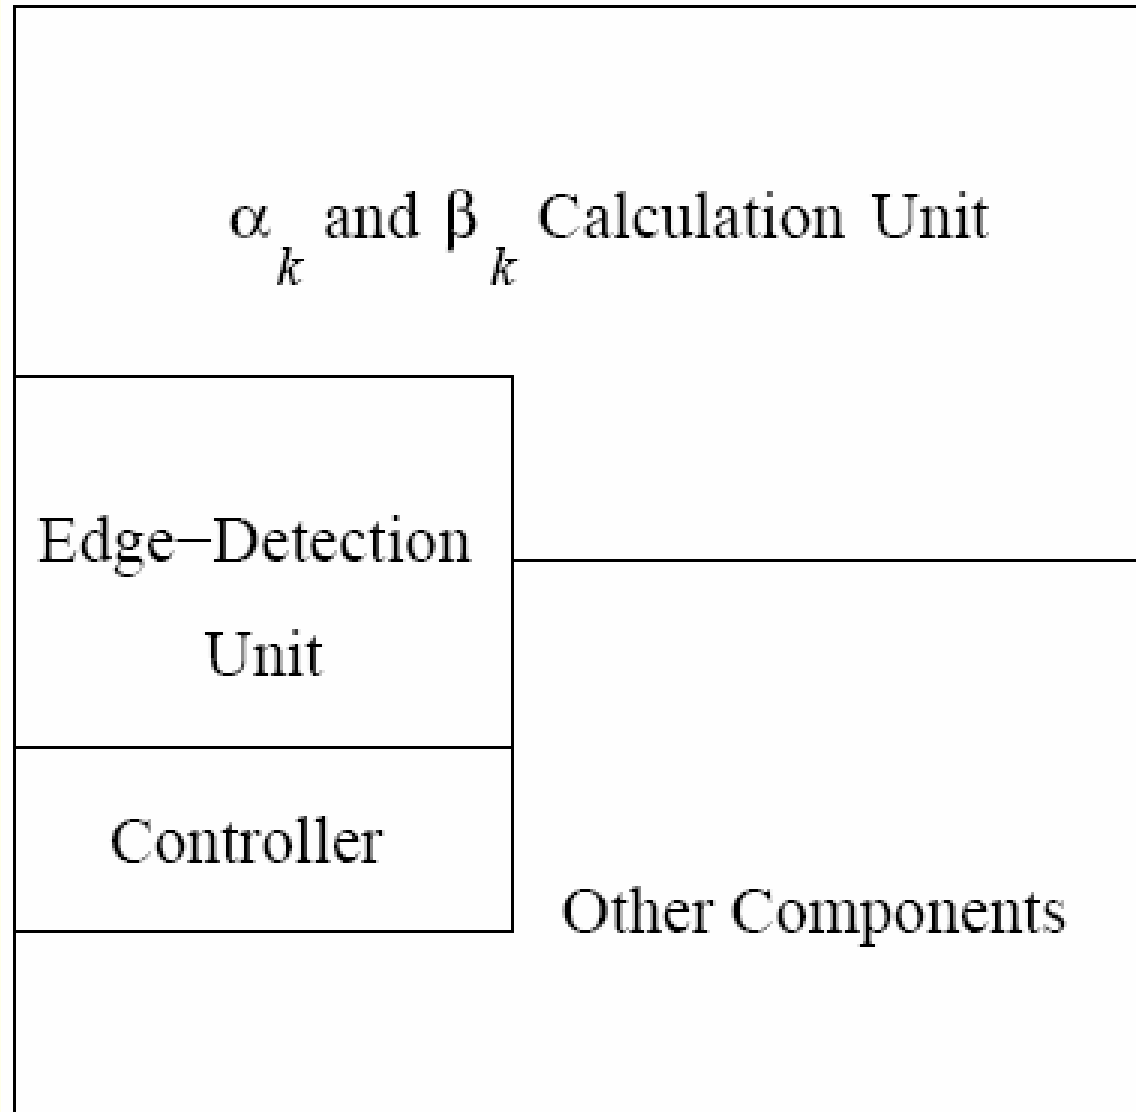 α k and β k Calculation Unit
Edge−Detection
Unit
Controller
Other Components